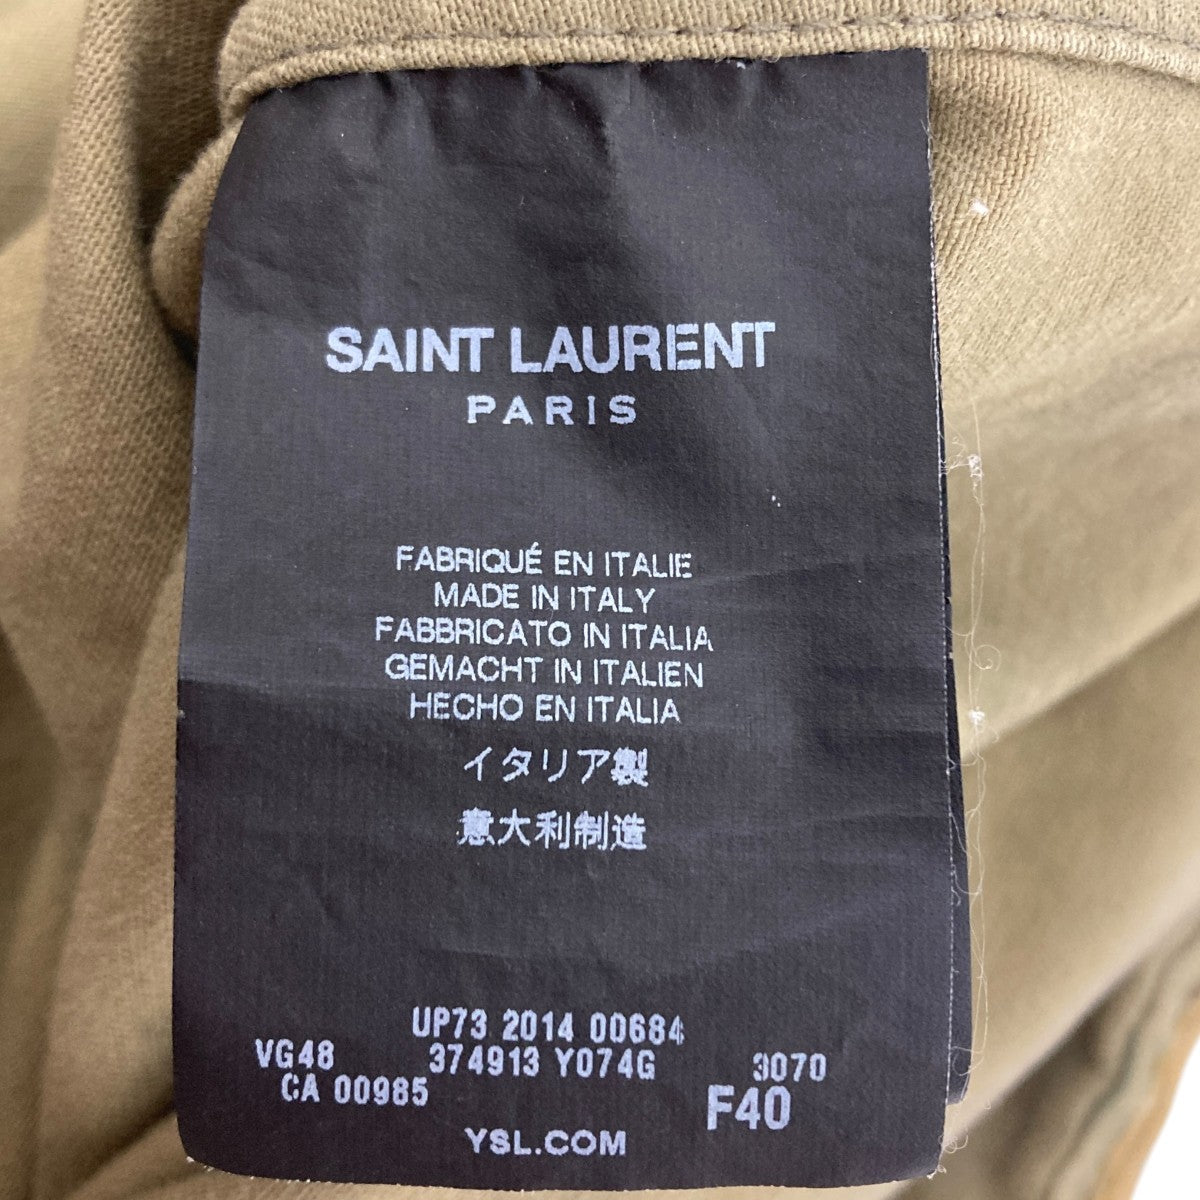 SAINT LAURENT
PARIS
FABRIQUÉ EN ITALIE
MADE IN ITALY
FABBRICATO IN ITALIA
GEMACHT IN ITALIEN
HECHO EN ITALIA
イタリア製
意大利制造
UP73 2014 00684
VG48 374913 Y074G 3070
CA 00985 F40
YSL.COM